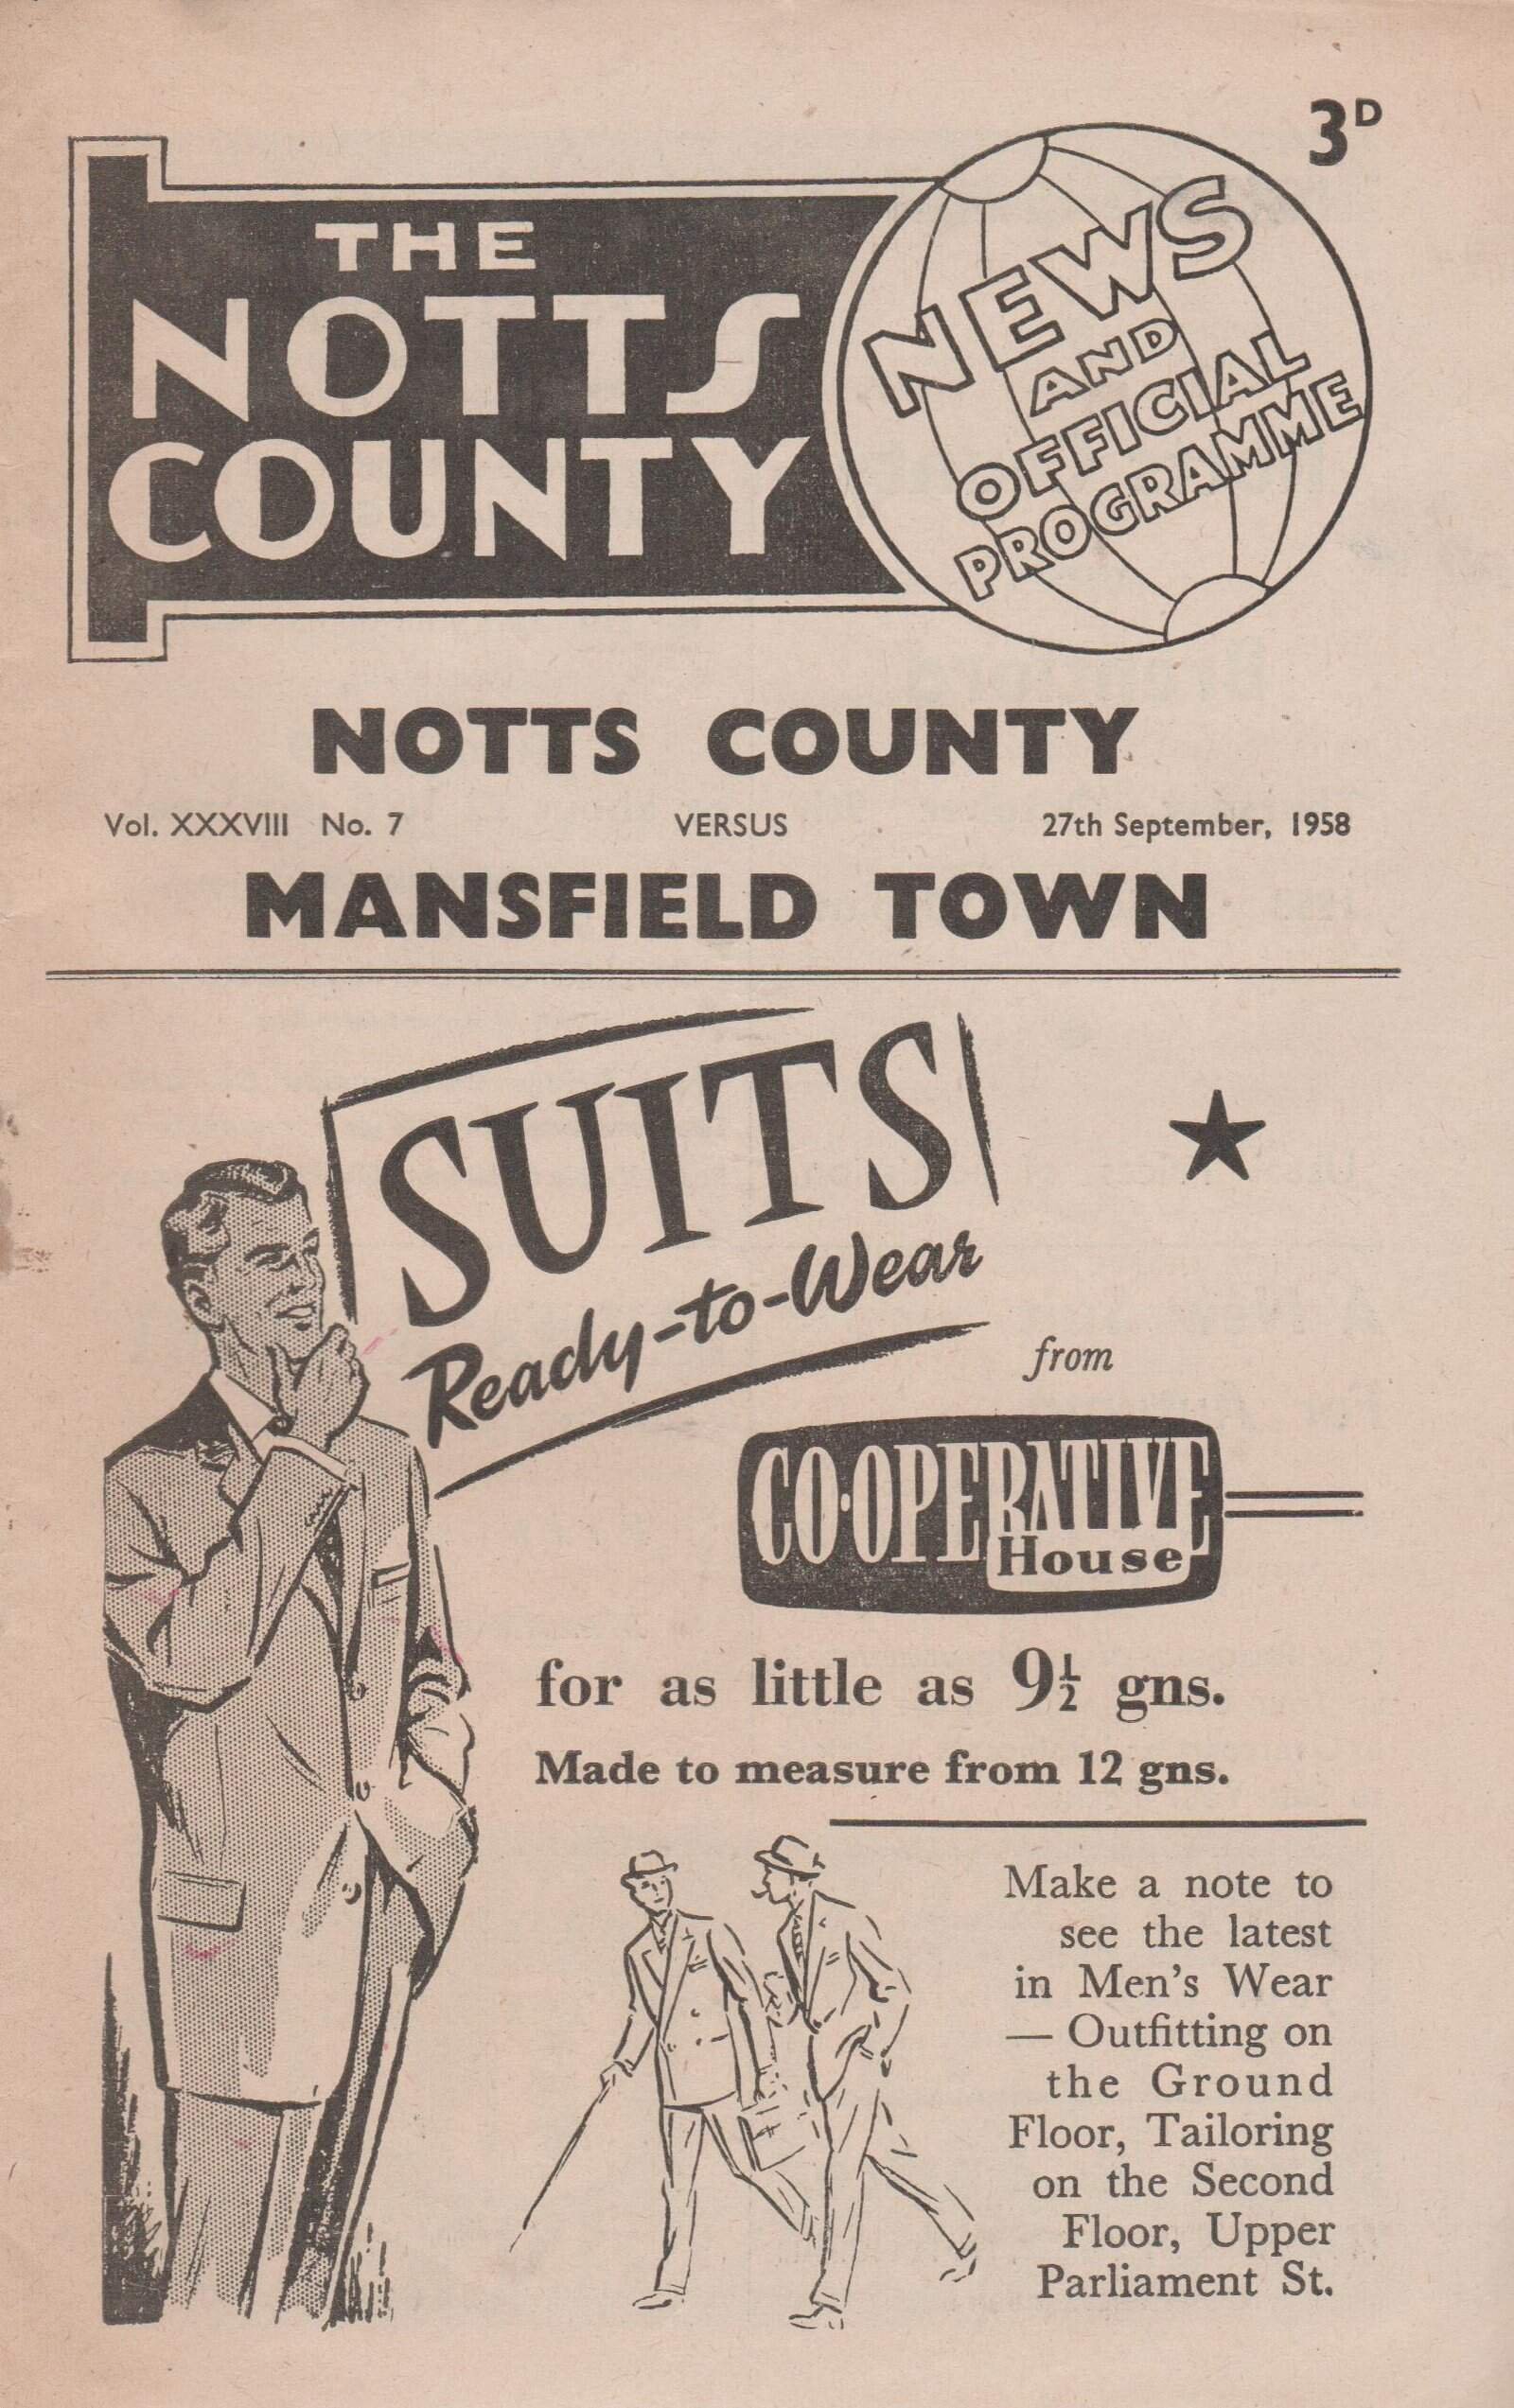 3D
THE
NOTTS
COUNTY
NEWS
AND
OFFICIAL
PROGRAMME
NOTTS COUNTY
Vol. XXXVIII No. 7 VERSUS 27th September, 1958
MANSFIELD TOWN
SUITS
Ready-to-Wear
from
CO·OPERATIVE
House
for as little as 9½ gns.
Made to measure from 12 gns.
Make a note to
see the latest
in Men's Wear
— Outfitting on
the Ground
Floor, Tailoring
on the Second
Floor, Upper
Parliament St.